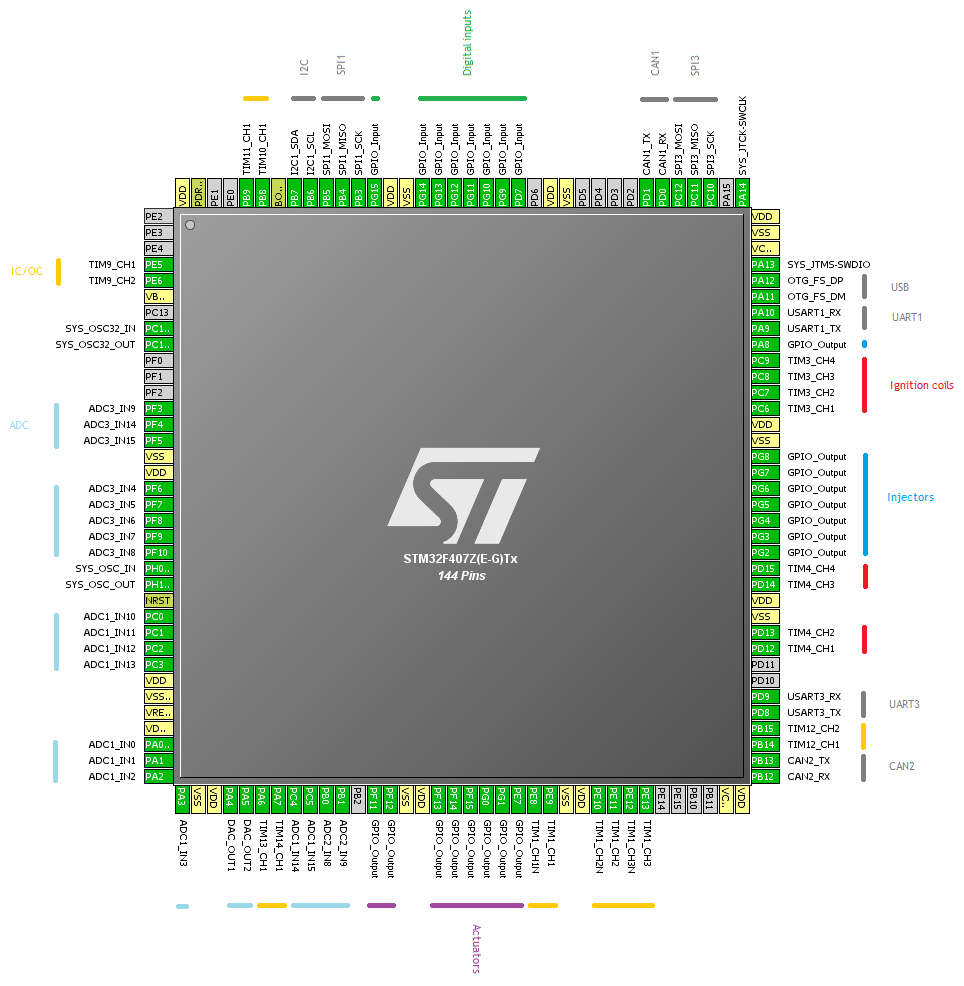 Digital inputs
I2C
SPI1
CAN1
SPI3
TIM11_CH1
TIM10_CH1
I2C1_SDA
I2C1_SCL
SPI1_MOSI
SPI1_MISO
SPI1_SCK
GPIO_Input
GPIO_Input
GPIO_Input
GPIO_Input
GPIO_Input
GPIO_Input
GPIO_Input
GPIO_Input
CAN1_TX
CAN1_RX
SPI3_MOSI
SPI3_MISO
SPI3_SCK
SYS_JTCK-SWCLK
VDD
PDR..
PE1
PE0
PB9
PB8
BO..
PB7
PB6
PB5
PB4
PB3
PG15
VDD
VSS
PG14
PG13
PG12
PG11
PG10
PG9
PD7
PD6
VDD
VSS
PD5
PD4
PD3
PD2
PD1
PD0
PC12
PC11
PC10
PA15
PA14
PE2
PE3
PE4
TIM9_CH1 PE5
IC/OC
TIM9_CH2 PE6
VB..
PC13
SYS_OSC32_IN PC1..
SYS_OSC32_OUT PC1..
PF0
PF1
PF2
ADC3_IN9 PF3
ADC
ADC3_IN14 PF4
ADC3_IN15 PF5
VSS
VDD
ADC3_IN4 PF6
ADC3_IN5 PF7
ADC3_IN6 PF8
ADC3_IN7 PF9
ADC3_IN8 PF10
SYS_OSC_IN PH0..
SYS_OSC_OUT PH1..
NRST
ADC1_IN10 PC0
ADC1_IN11 PC1
ADC1_IN12 PC2
ADC1_IN13 PC3
VDD
VSS..
VRE..
VD..
ADC1_IN0 PA0..
ADC1_IN1 PA1
ADC1_IN2 PA2
ST
STM32F407Z(E-G)Tx
144 Pins
VDD
VSS
VC..
PA13 SYS_JTMS-SWDIO
PA12 OTG_FS_DP
USB
PA11 OTG_FS_DM
PA10 USART1_RX
UART1
PA9 USART1_TX
PA8 GPIO_Output
PC9 TIM3_CH4
PC8 TIM3_CH3
Ignition coils
PC7 TIM3_CH2
PC6 TIM3_CH1
VDD
VSS
PG8 GPIO_Output
PG7 GPIO_Output
PG6 GPIO_Output
Injectors
PG5 GPIO_Output
PG4 GPIO_Output
PG3 GPIO_Output
PG2 GPIO_Output
PD15 TIM4_CH4
PD14 TIM4_CH3
VDD
VSS
PD13 TIM4_CH2
PD12 TIM4_CH1
PD11
PD10
PD9 USART3_RX
UART3
PD8 USART3_TX
PB15 TIM12_CH2
PB14 TIM12_CH1
PB13 CAN2_TX
CAN2
PB12 CAN2_RX
PA3
VSS
VDD
PA4
PA5
PA6
PA7
PC4
PC5
PB0
PB1
PB2
PF11
PF12
VSS
VDD
PF13
PF14
PF15
PG0
PG1
PE7
PE8
PE9
VSS
VDD
PE10
PE11
PE12
PE13
PE14
PE15
PB10
PB11
VC..
VDD
ADC1_IN3
DAC_OUT1
DAC_OUT2
TIM13_CH1
TIM14_CH1
ADC1_IN14
ADC1_IN15
ADC2_IN8
ADC2_IN9
GPIO_Output
GPIO_Output
GPIO_Output
GPIO_Output
GPIO_Output
GPIO_Output
GPIO_Output
GPIO_Output
TIM1_CH1N
TIM1_CH1
TIM1_CH2N
TIM1_CH2
TIM1_CH3N
TIM1_CH3
Actuators